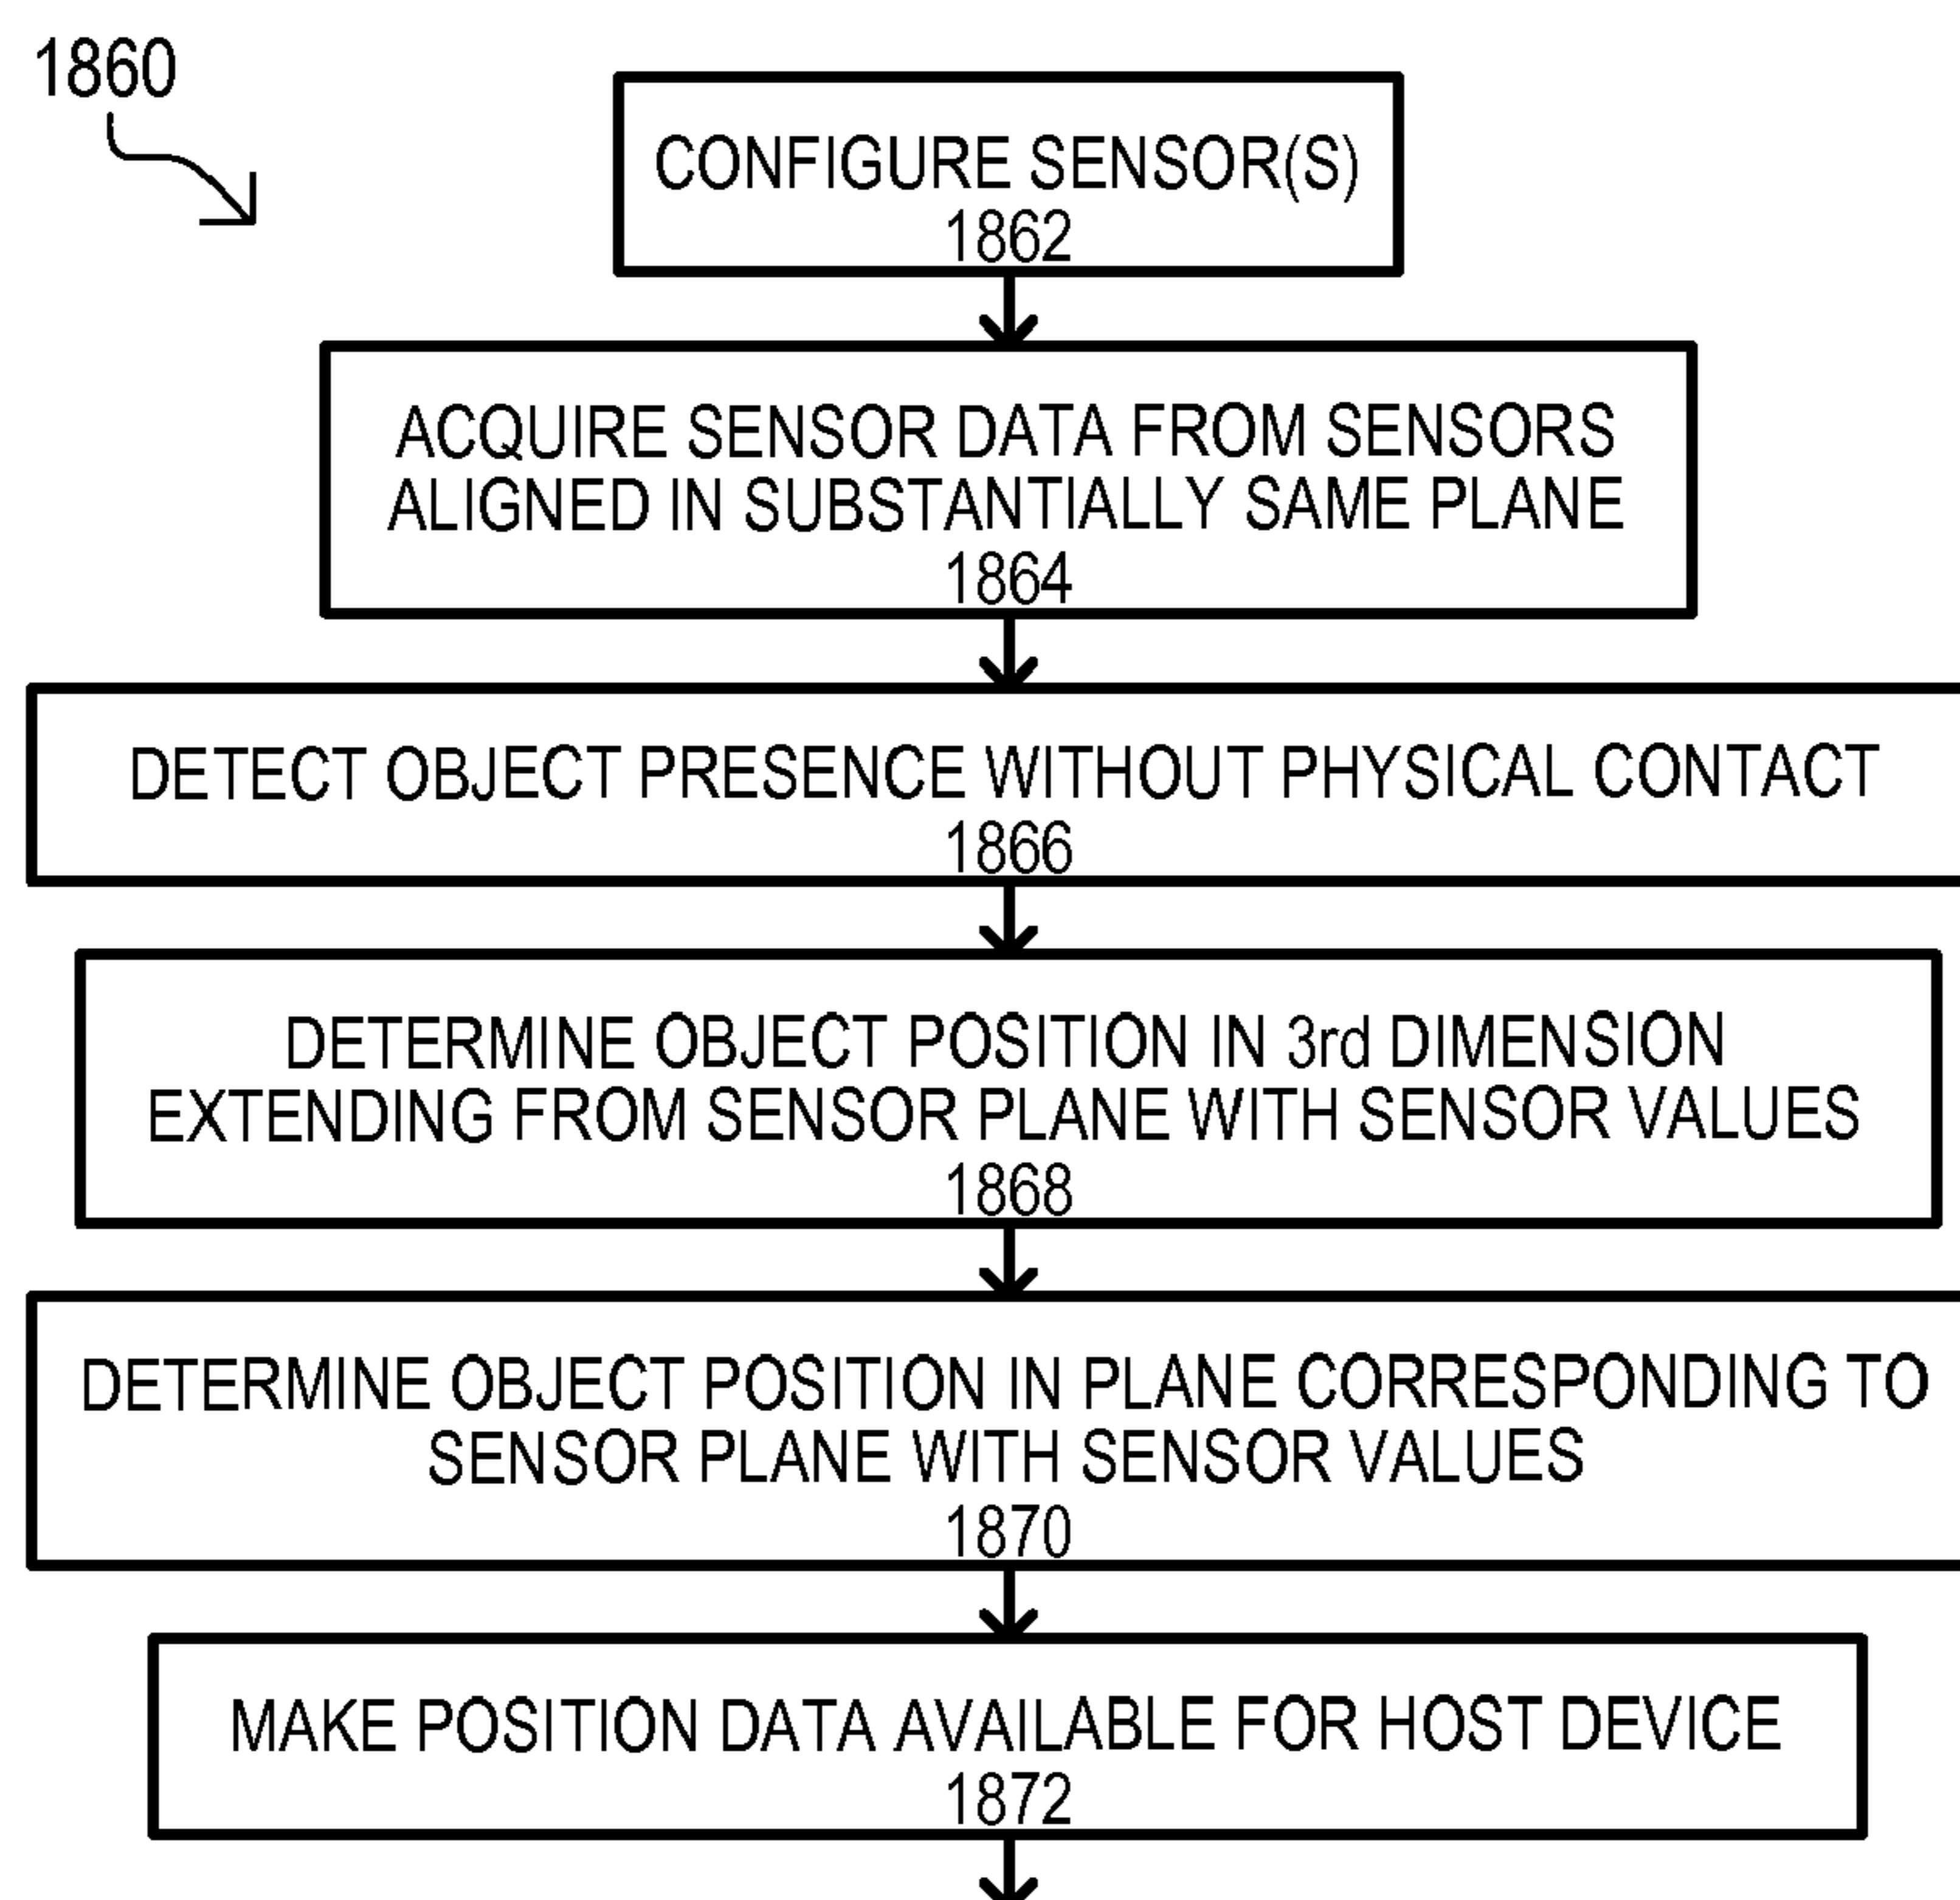 1860
CONFIGURE SENSOR(S)
1862
ACQUIRE SENSOR DATA FROM SENSORS
ALIGNED IN SUBSTANTIALLY SAME PLANE
1864
DETECT OBJECT PRESENCE WITHOUT PHYSICAL CONTACT
1866
DETERMINE OBJECT POSITION IN 3rd DIMENSION
EXTENDING FROM SENSOR PLANE WITH SENSOR VALUES
1868
DETERMINE OBJECT POSITION IN PLANE CORRESPONDING TO
SENSOR PLANE WITH SENSOR VALUES
1870
MAKE POSITION DATA AVAILABLE FOR HOST DEVICE
1872